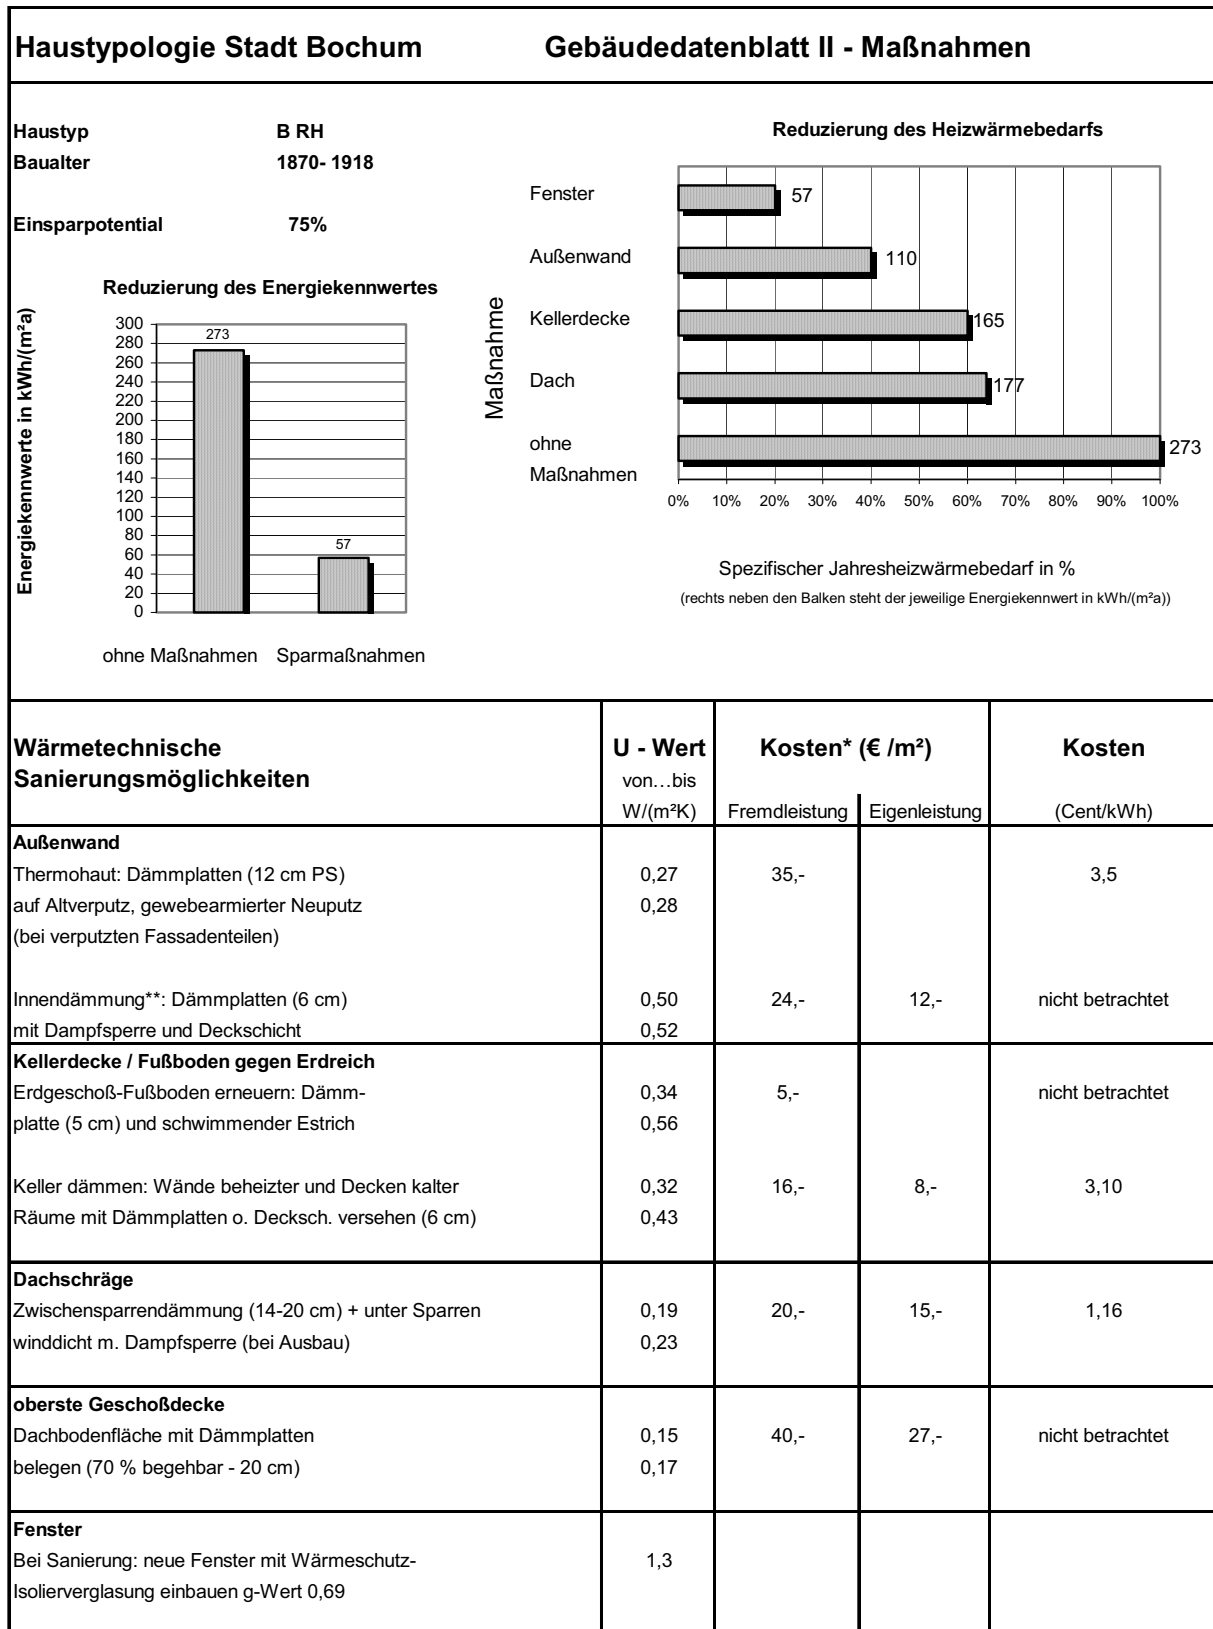 Haustypologie Stadt Bochum Gebäudedatenblatt II - Maßnahmen
Haustyp B RH
Baualter 1870- 1918
Einsparpotential 75%
Reduzierung des Energiekennwertes
Energiekennwerte in kWh/(m²a)
300
280
260
240
220
200
180
160
140
120
100
80
60
40
20
0
273
57
ohne Maßnahmen Sparmaßnahmen
Reduzierung des Heizwärmebedarfs
Maßnahme
Fenster 57
Außenwand 110
Kellerdecke 165
Dach 177
ohne
Maßnahmen 273
0% 10% 20% 30% 40% 50% 60% 70% 80% 90% 100%
Spezifischer Jahresheizwärmebedarf in %
(rechts neben den Balken steht der jeweilige Energiekennwert in kWh/(m²a))
Wärmetechnische U - Wert Kosten* (€ /m²) Kosten
Sanierungsmöglichkeiten von…bis
W/(m²K) Fremdleistung Eigenleistung (Cent/kWh)
Außenwand
Thermohaut: Dämmplatten (12 cm PS) 0,27 35,- 3,5
auf Altverputz, gewebearmierter Neuputz 0,28
(bei verputzten Fassadenteilen)
Innendämmung**: Dämmplatten (6 cm) 0,50 24,- 12,- nicht betrachtet
mit Dampfsperre und Deckschicht 0,52
Kellerdecke / Fußboden gegen Erdreich
Erdgeschoß-Fußboden erneuern: Dämm- 0,34 5,- nicht betrachtet
platte (5 cm) und schwimmender Estrich 0,56
Keller dämmen: Wände beheizter und Decken kalter 0,32 16,- 8,- 3,10
Räume mit Dämmplatten o. Decksch. versehen (6 cm) 0,43
Dachschräge
Zwischensparrendämmung (14-20 cm) + unter Sparren 0,19 20,- 15,- 1,16
winddicht m. Dampfsperre (bei Ausbau) 0,23
oberste Geschoßdecke
Dachbodenfläche mit Dämmplatten 0,15 40,- 27,- nicht betrachtet
belegen (70 % begehbar - 20 cm) 0,17
Fenster
Bei Sanierung: neue Fenster mit Wärmeschutz- 1,3
Isolierverglasung einbauen g-Wert 0,69